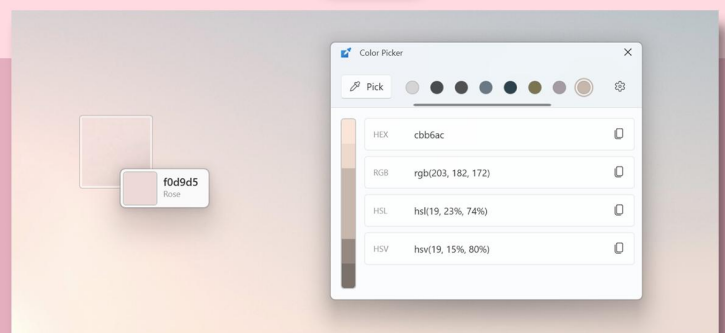 Color Picker
Pick
f0d9d5
Rose
HEX cbb6ac
RGB rgb(203, 182, 172)
HSL hsl(19, 23%, 74%)
HSV hsv(19, 15%, 80%)